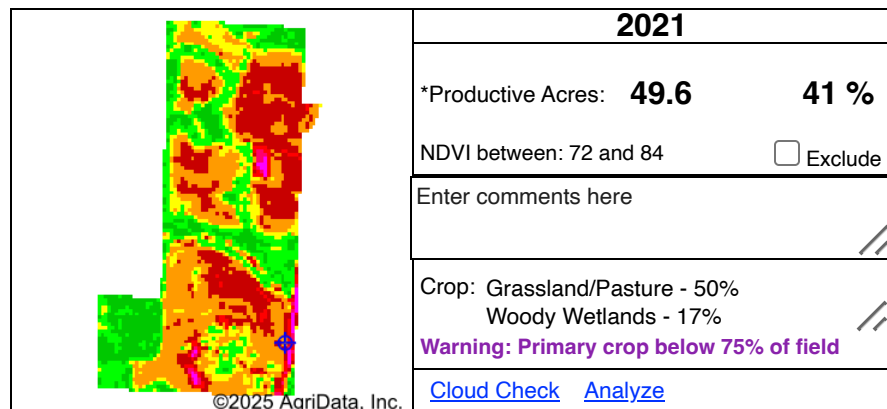 2021
*Productive Acres: 49.6 41 %
NDVI between: 72 and 84 Exclude
Enter comments here
Crop: Grassland/Pasture - 50%
Woody Wetlands - 17%
Warning: Primary crop below 75% of field
Cloud Check Analyze
©2025 AgriData, Inc.